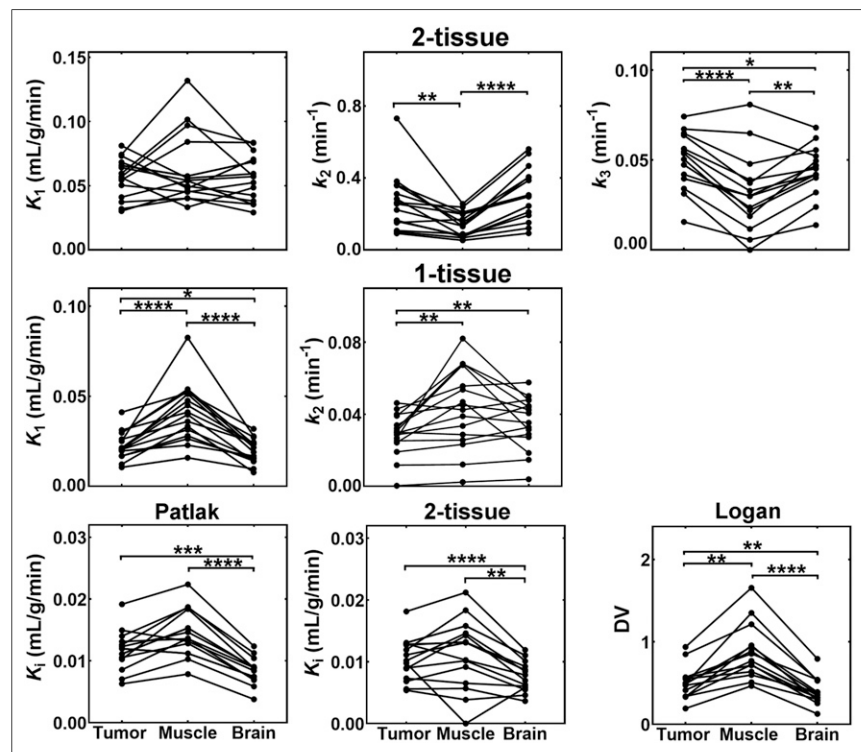 2-tissue
K1 (mL/g/min)
0.15
0.10
0.05
0.00
k2 (min-1)
0.8
0.4
0.0
** ****
k3 (min-1)
0.10
0.05
0.00
*
**** **
1-tissue
K1 (mL/g/min)
0.10
0.05
0.00
*
**** ****
k2 (min-1)
0.08
0.04
0.00
**
**
Patlak
Ki (mL/g/min)
0.03
0.02
0.01
0.00
***
****
Tumor Muscle Brain
2-tissue
Ki (mL/g/min)
0.03
0.02
0.01
0.00
****
**
Tumor Muscle Brain
Logan
DV
2
1
0
**
** ****
Tumor Muscle Brain